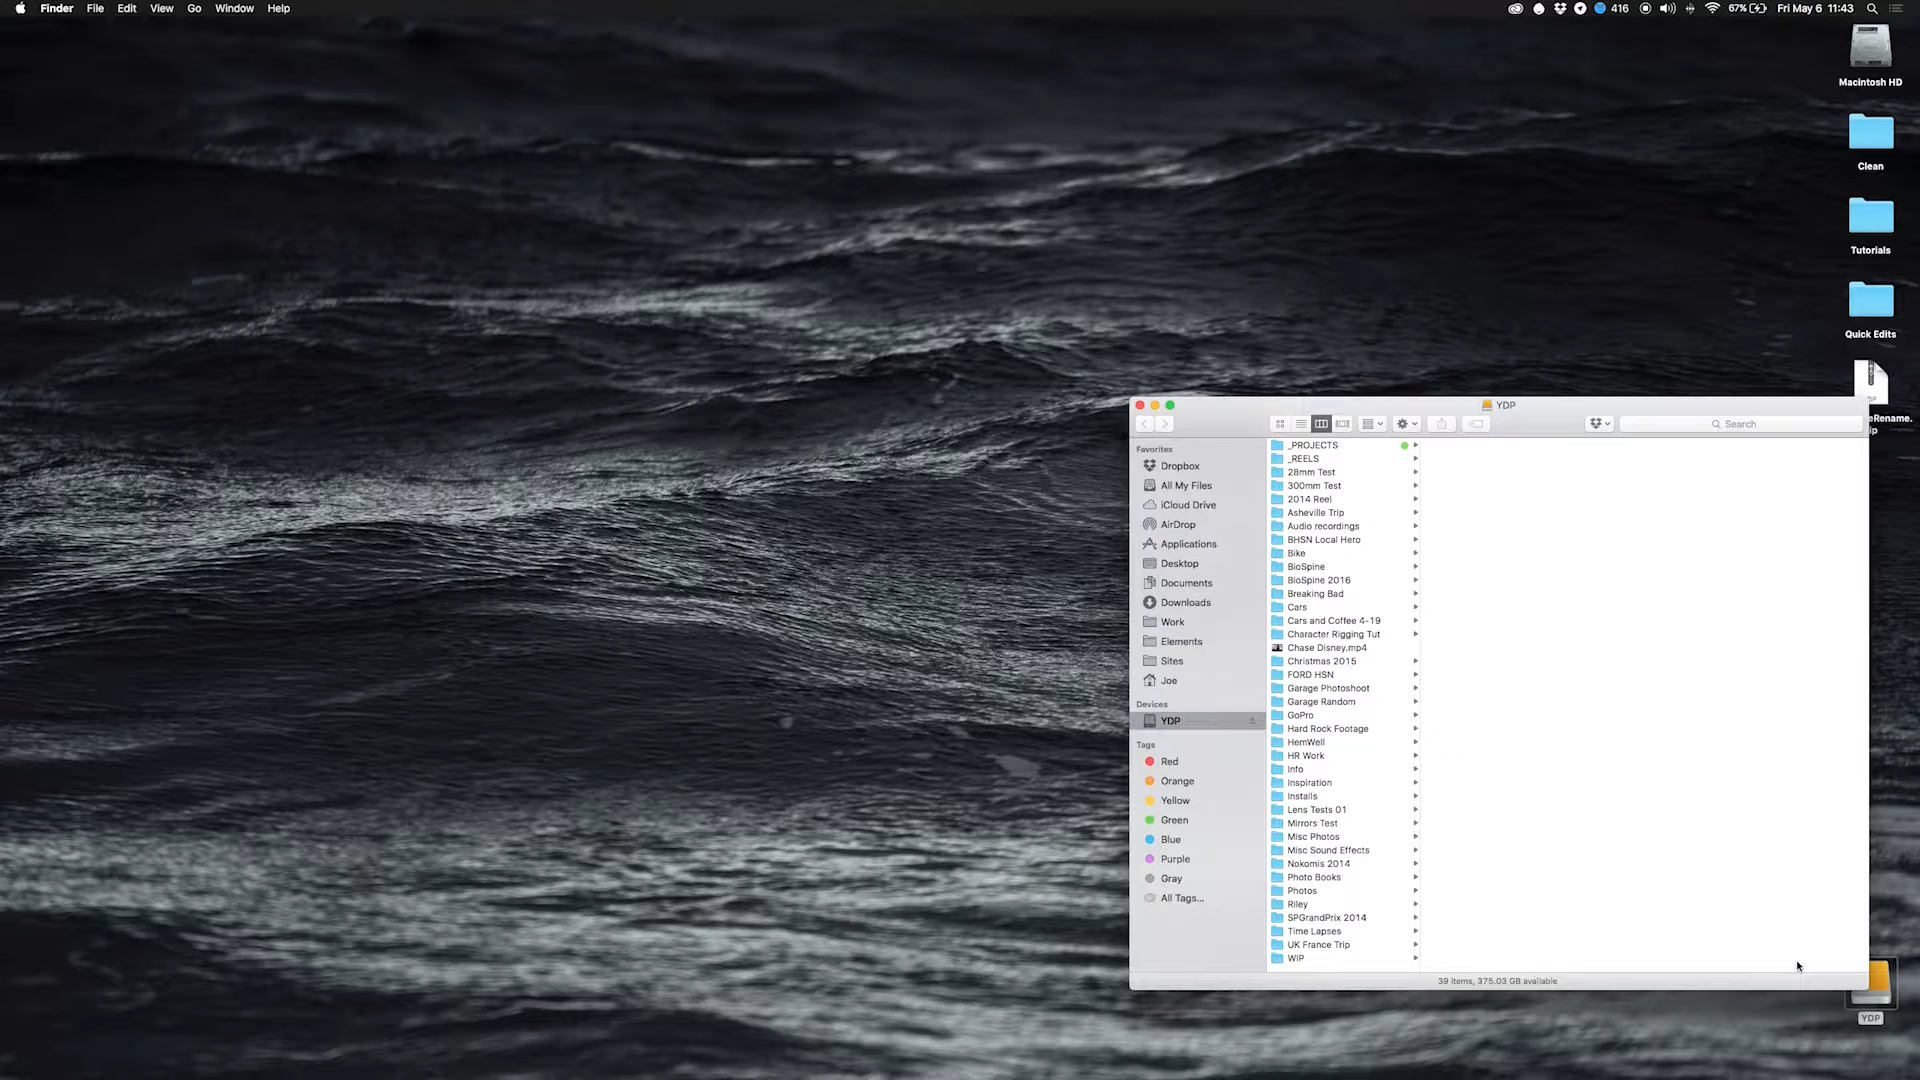 Finder File Edit View Go Window Help
416 67% Fri May 6 11:43
Macintosh HD
Clean
Tutorials
Quick Edits
eRename.
ip
YDP
YDP
Search
Favorites
Dropbox
All My Files
iCloud Drive
AirDrop
Applications
Desktop
Documents
Downloads
Work
Elements
Sites
Joe
Devices
YDP
Tags
Red
Orange
Yellow
Green
Blue
Purple
Gray
All Tags...
_PROJECTS
_REELS
28mm Test
300mm Test
2014 Reel
Asheville Trip
Audio recordings
BHSN Local Hero
Bike
BioSpine
BioSpine 2016
Breaking Bad
Cars
Cars and Coffee 4-19
Character Rigging Tut
Chase Disney.mp4
Christmas 2015
FORD HSN
Garage Photoshoot
Garage Random
GoPro
Hard Rock Footage
HemWell
HR Work
Info
Inspiration
Installs
Lens Tests 01
Mirrors Test
Misc Photos
Misc Sound Effects
Nokomis 2014
Photo Books
Photos
Riley
SPGrandPrix 2014
Time Lapses
UK France Trip
WIP
39 items, 375.03 GB available